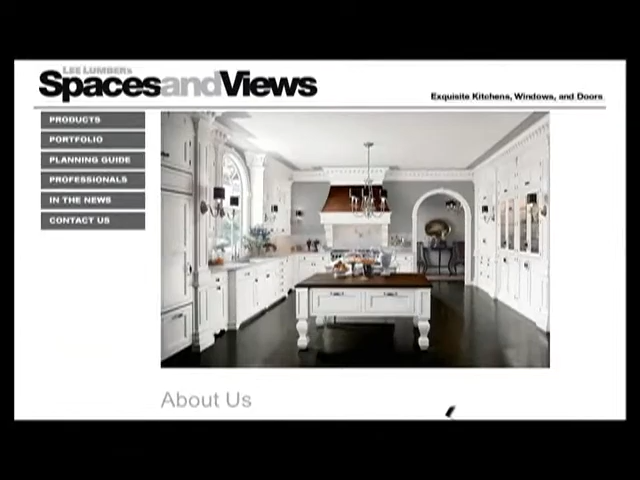 Lee Lumber's
SpacesandViews
Exquisite Kitchens, Windows, and Doors
PRODUCTS
PORTFOLIO
PLANNING GUIDE
PROFESSIONALS
IN THE NEWS
CONTACT US
About Us